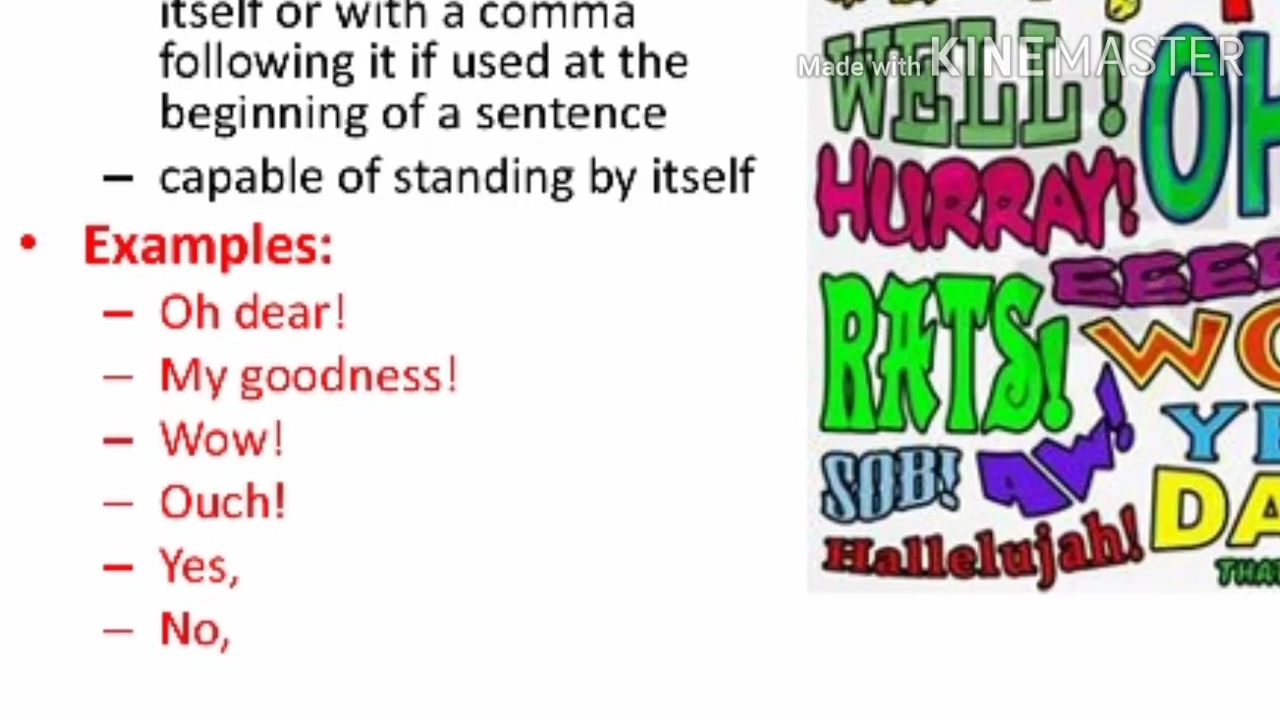 itself or with a comma
following it if used at the
beginning of a sentence
– capable of standing by itself
• Examples:
– Oh dear!
– My goodness!
– Wow!
– Ouch!
– Yes,
– No,
Made with KINEMASTER
WELL!
HURRAY!
RATS!
SOB! AW!
Hallelujah!